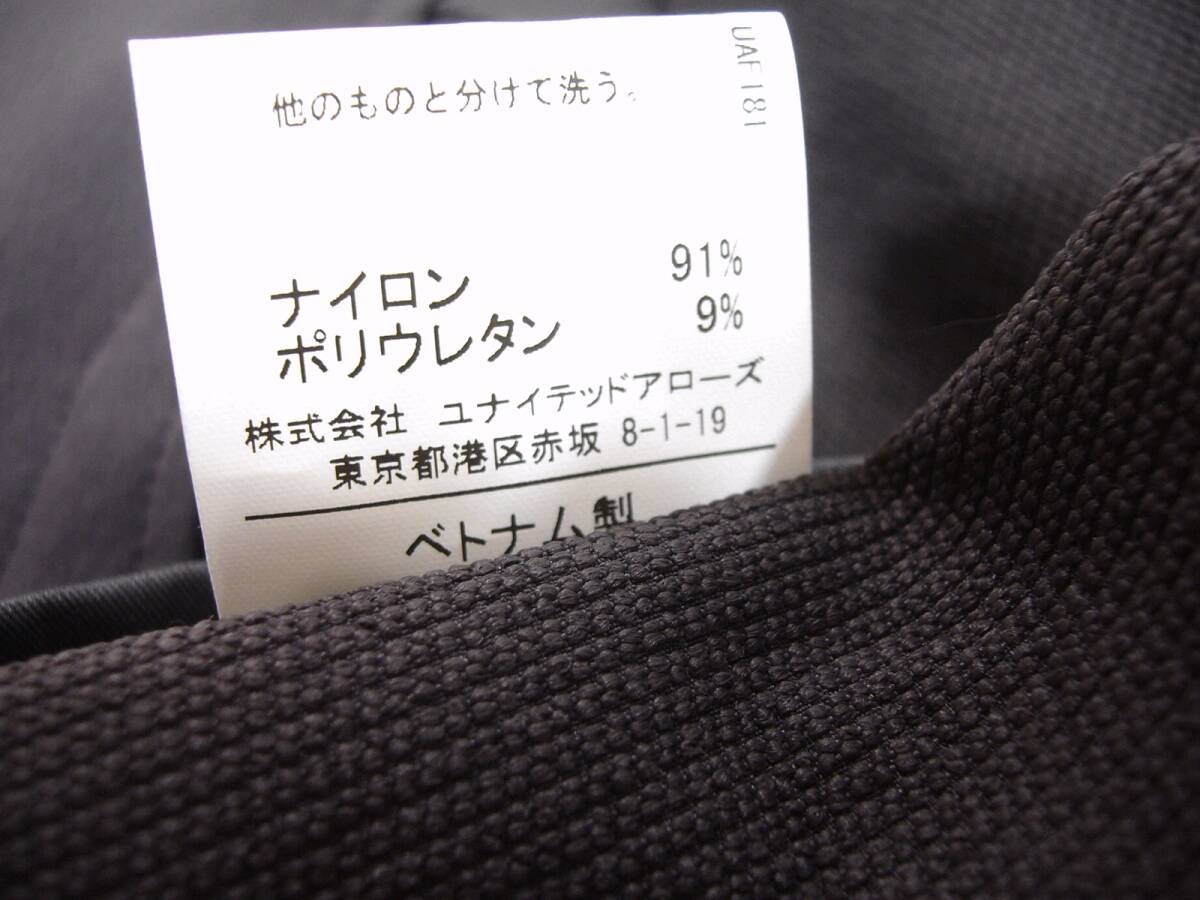 UAF181
他のものと分けて洗う。
ナイロン 91%
ポリウレタン 9%
株式会社 ユナイテッドアローズ
東京都港区赤坂 8-1-19
ベトナム製